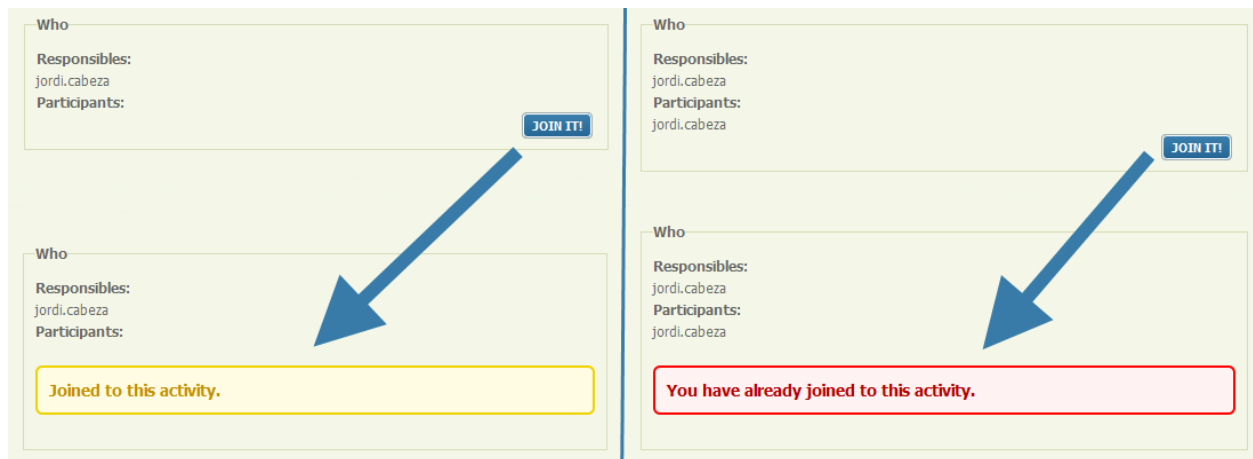 Who
Responsibles:
jordi.cabeza
Participants:
JOIN IT!
Who
Responsibles:
jordi.cabeza
Participants:
Joined to this activity.
Who
Responsibles:
jordi.cabeza
Participants:
jordi.cabeza
JOIN IT!
Who
Responsibles:
jordi.cabeza
Participants:
jordi.cabeza
You have already joined to this activity.